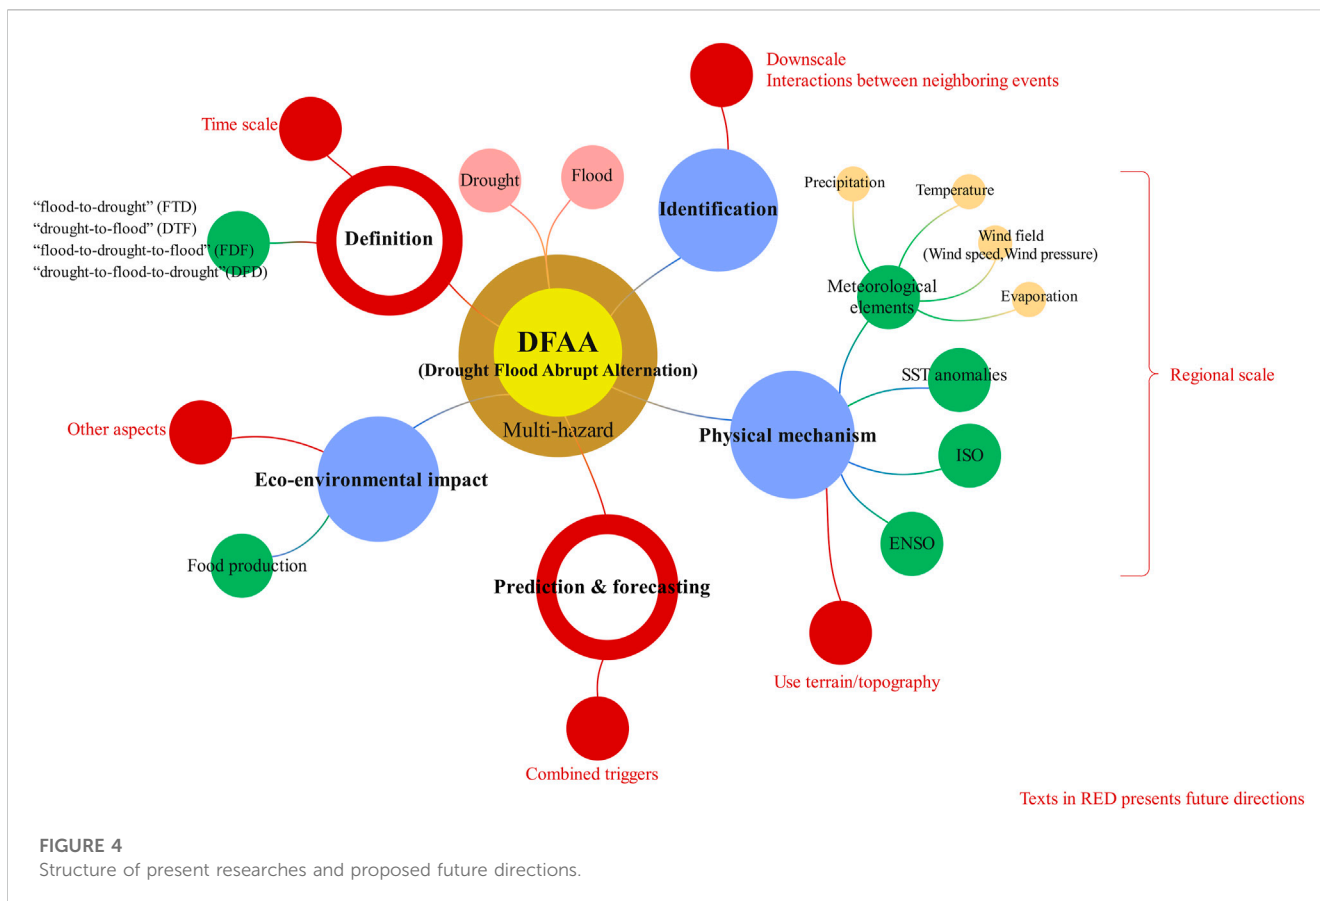 Downscale
Interactions between neighboring events
Time scale
Drought
Flood
Precipitation
Temperature
“flood-to-drought” (FTD)
“drought-to-flood” (DTF)
“flood-to-drought-to-flood” (FDF)
“drought-to-flood-to-drought”(DFD)
Definition
Identification
Wind field
(Wind speed,Wind pressure)
Meteorological
elements
Evaporation
DFAA
(Drought Flood Abrupt Alternation)
Multi-hazard
SST anomalies
Regional scale
Other aspects
Physical mechanism
ISO
Eco-environmental impact
ENSO
Food production
Prediction & forecasting
Use terrain/topography
Combined triggers
Texts in RED presents future directions
FIGURE 4
Structure of present researches and proposed future directions.